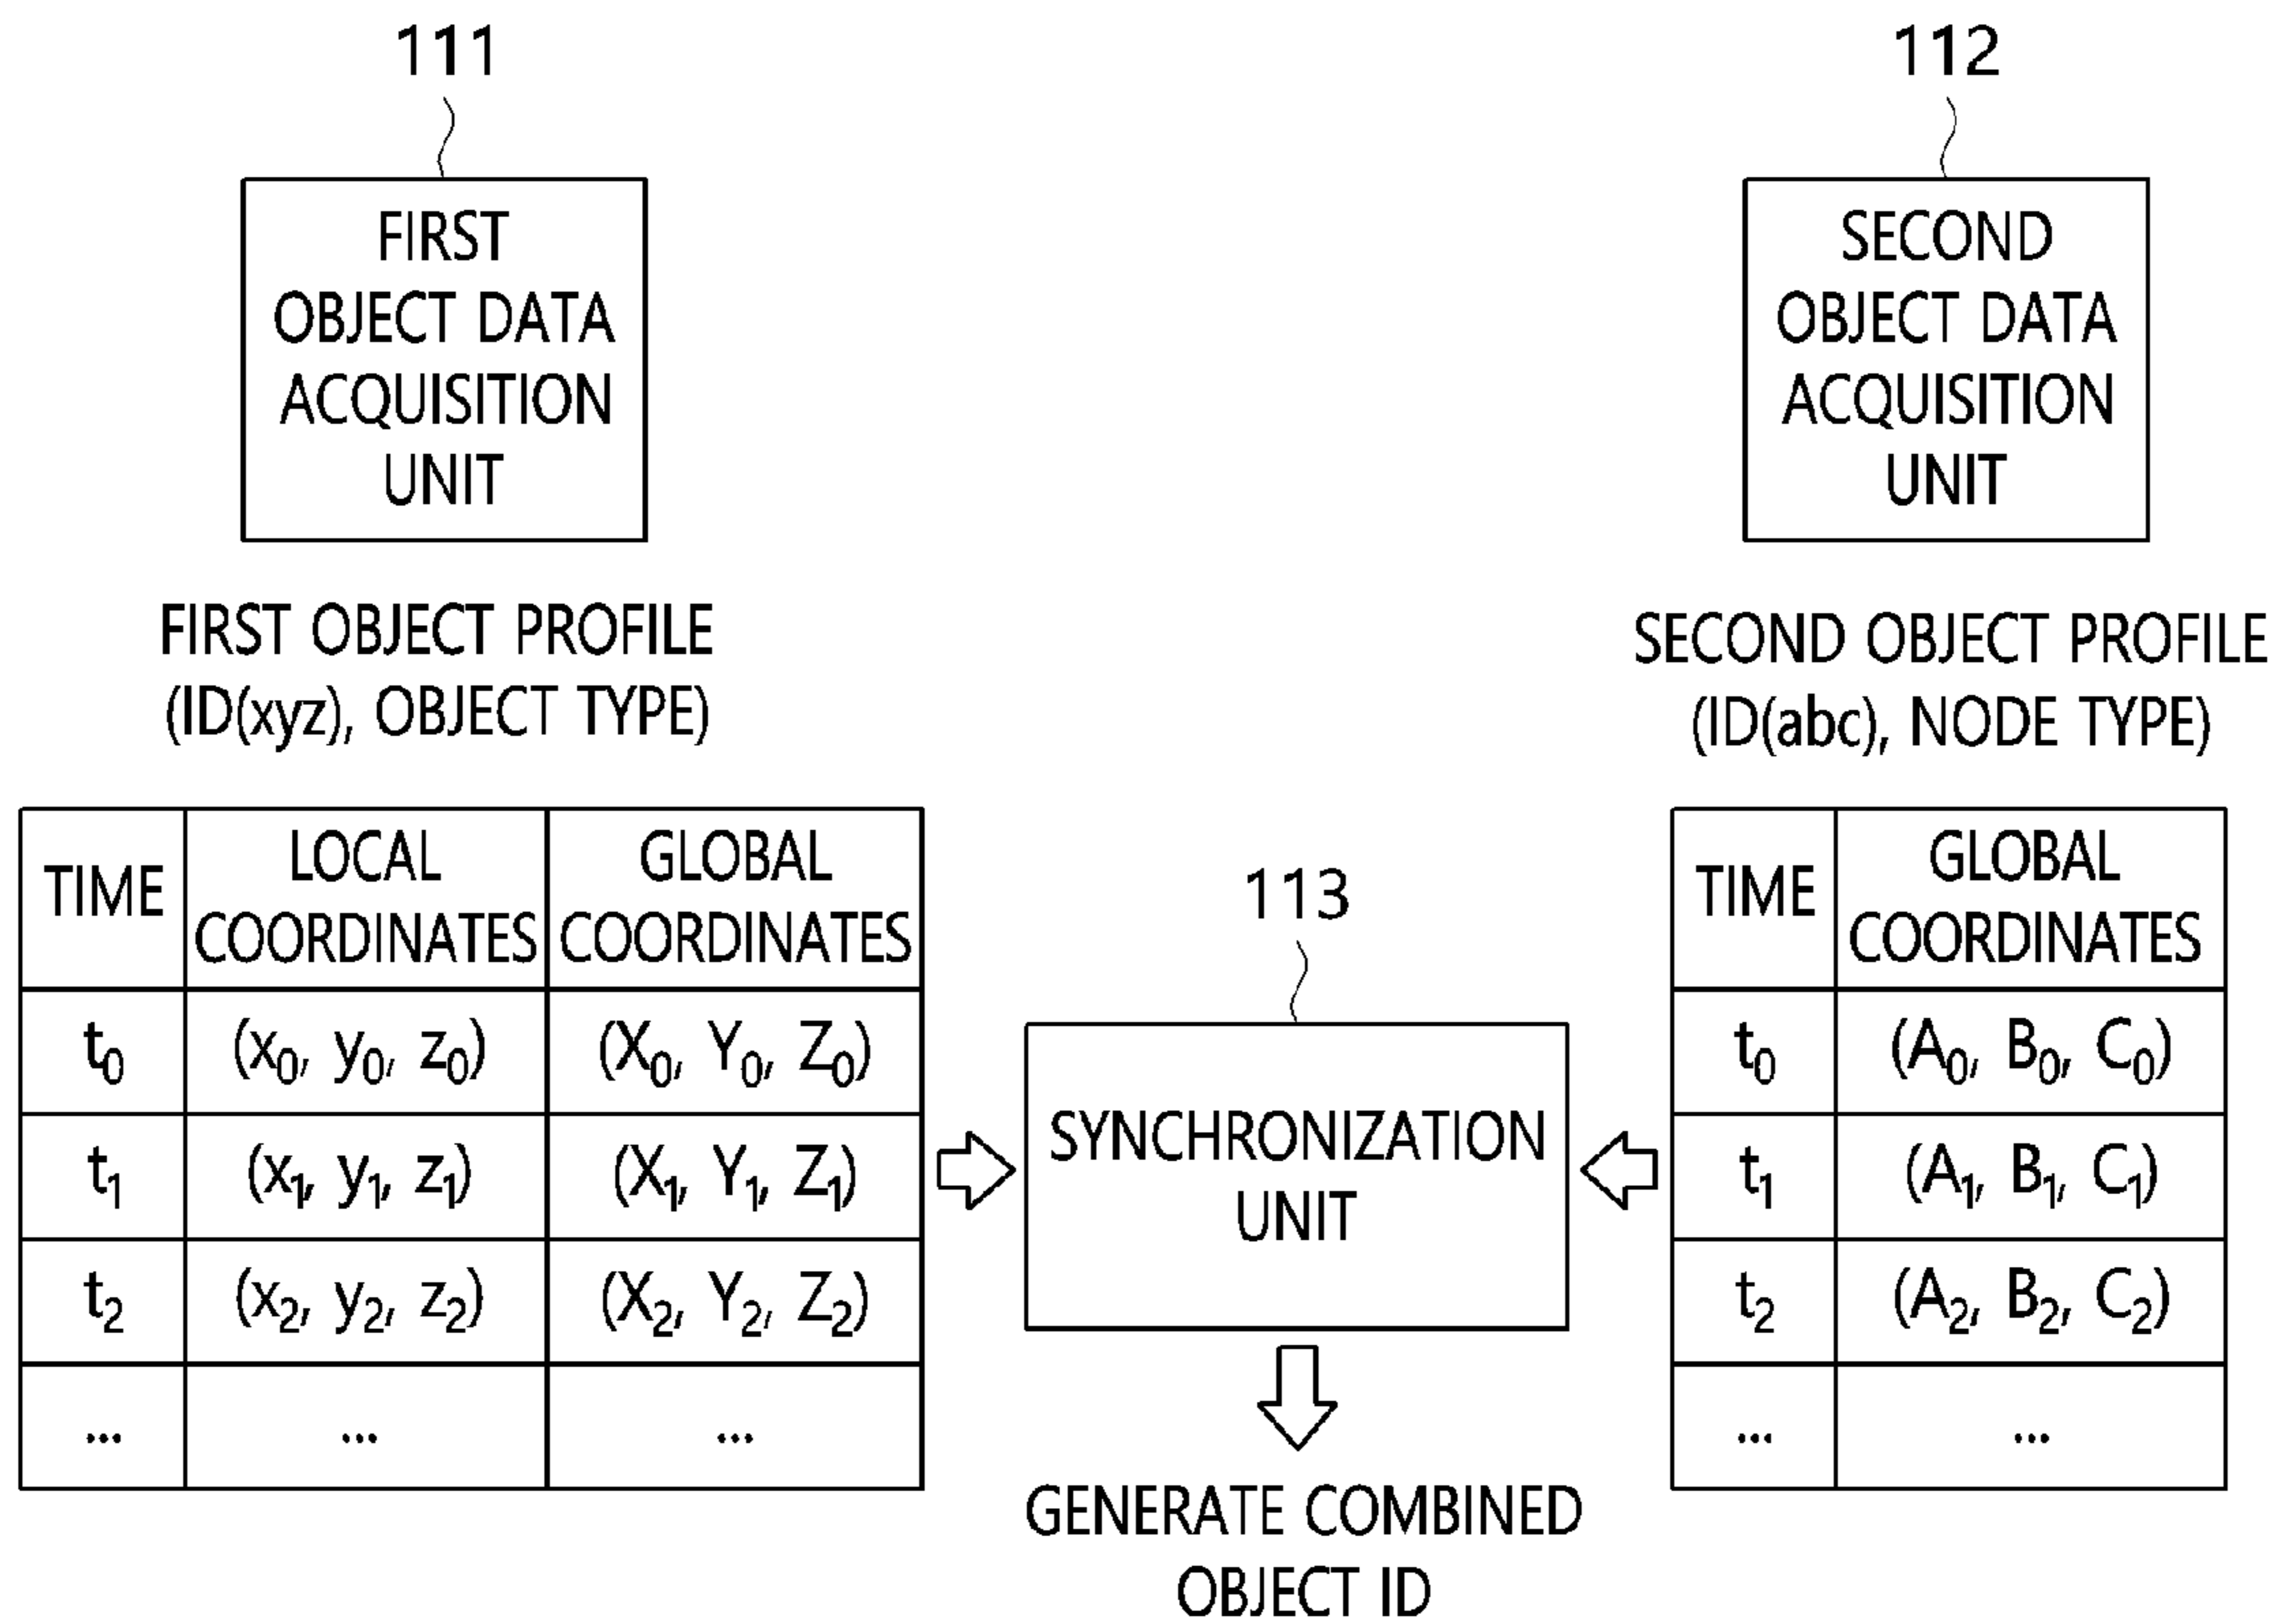 111
FIRST
OBJECT DATA
ACQUISITION
UNIT
FIRST OBJECT PROFILE
(ID(xyz), OBJECT TYPE)
TIME LOCAL COORDINATES GLOBAL COORDINATES
t0 (x0, y0, z0) (X0, Y0, Z0)
t1 (x1, y1, z1) (X1, Y1, Z1)
t2 (x2, y2, z2) (X2, Y2, Z2)
... ... ...
112
SECOND
OBJECT DATA
ACQUISITION
UNIT
SECOND OBJECT PROFILE
(ID(abc), NODE TYPE)
TIME GLOBAL COORDINATES
t0 (A0, B0, C0)
t1 (A1, B1, C1)
t2 (A2, B2, C2)
... ...
113
SYNCHRONIZATION
UNIT
GENERATE COMBINED
OBJECT ID